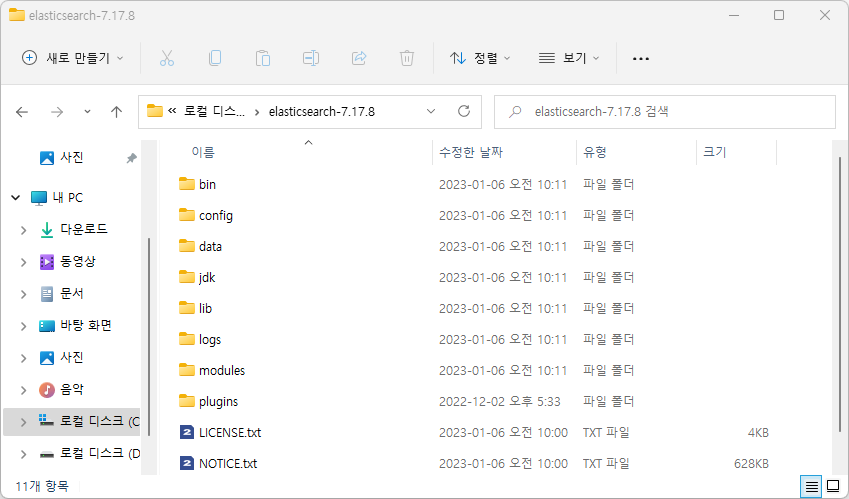 elasticsearch-7.17.8
새로 만들기
정렬
보기
« 로컬 디스... › elasticsearch-7.17.8
elasticsearch-7.17.8 검색
사진
내 PC
다운로드
동영상
문서
바탕 화면
사진
음악
로컬 디스크 (C
로컬 디스크 (D
이름 수정한 날짜 유형 크기
bin 2023-01-06 오전 10:11 파일 폴더
config 2023-01-06 오전 10:11 파일 폴더
data 2023-01-06 오전 10:11 파일 폴더
jdk 2023-01-06 오전 10:11 파일 폴더
lib 2023-01-06 오전 10:11 파일 폴더
logs 2023-01-06 오전 10:11 파일 폴더
modules 2023-01-06 오전 10:11 파일 폴더
plugins 2022-12-02 오후 5:33 파일 폴더
LICENSE.txt 2023-01-06 오전 10:00 TXT 파일 4KB
NOTICE.txt 2023-01-06 오전 10:00 TXT 파일 628KB
11개 항목